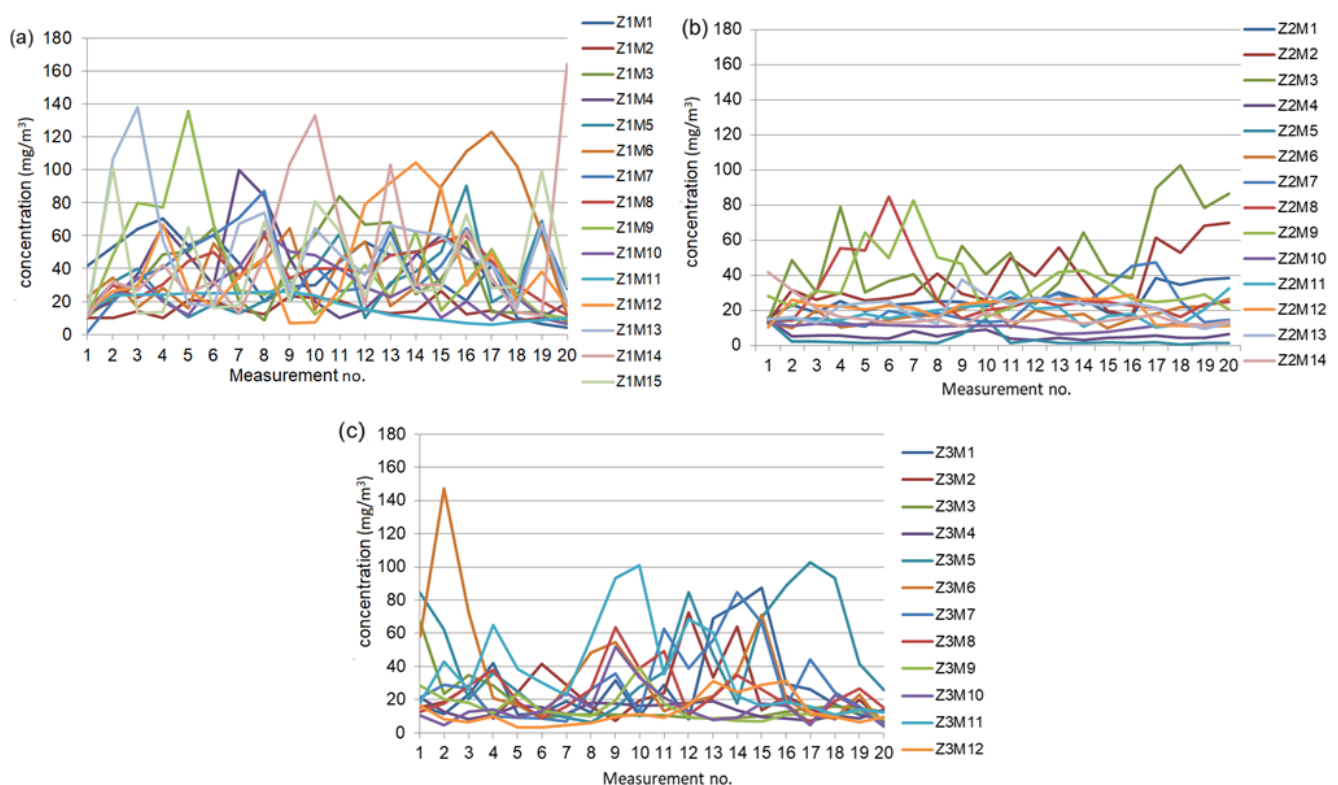 (a)
concentration (mg/m³)
180
160
140
120
100
80
60
40
20
0
1 2 3 4 5 6 7 8 9 10 11 12 13 14 15 16 17 18 19 20
Measurement no.
Z1M1
Z1M2
Z1M3
Z1M4
Z1M5
Z1M6
Z1M7
Z1M8
Z1M9
Z1M10
Z1M11
Z1M12
Z1M13
Z1M14
Z1M15
(b)
concentration (mg/m³)
180
160
140
120
100
80
60
40
20
0
1 2 3 4 5 6 7 8 9 10 11 12 13 14 15 16 17 18 19 20
Measurement no.
Z2M1
Z2M2
Z2M3
Z2M4
Z2M5
Z2M6
Z2M7
Z2M8
Z2M9
Z2M10
Z2M11
Z2M12
Z2M13
Z2M14
(c)
concentration (mg/m³)
180
160
140
120
100
80
60
40
20
0
1 2 3 4 5 6 7 8 9 10 11 12 13 14 15 16 17 18 19 20
Measurement no.
Z3M1
Z3M2
Z3M3
Z3M4
Z3M5
Z3M6
Z3M7
Z3M8
Z3M9
Z3M10
Z3M11
Z3M12